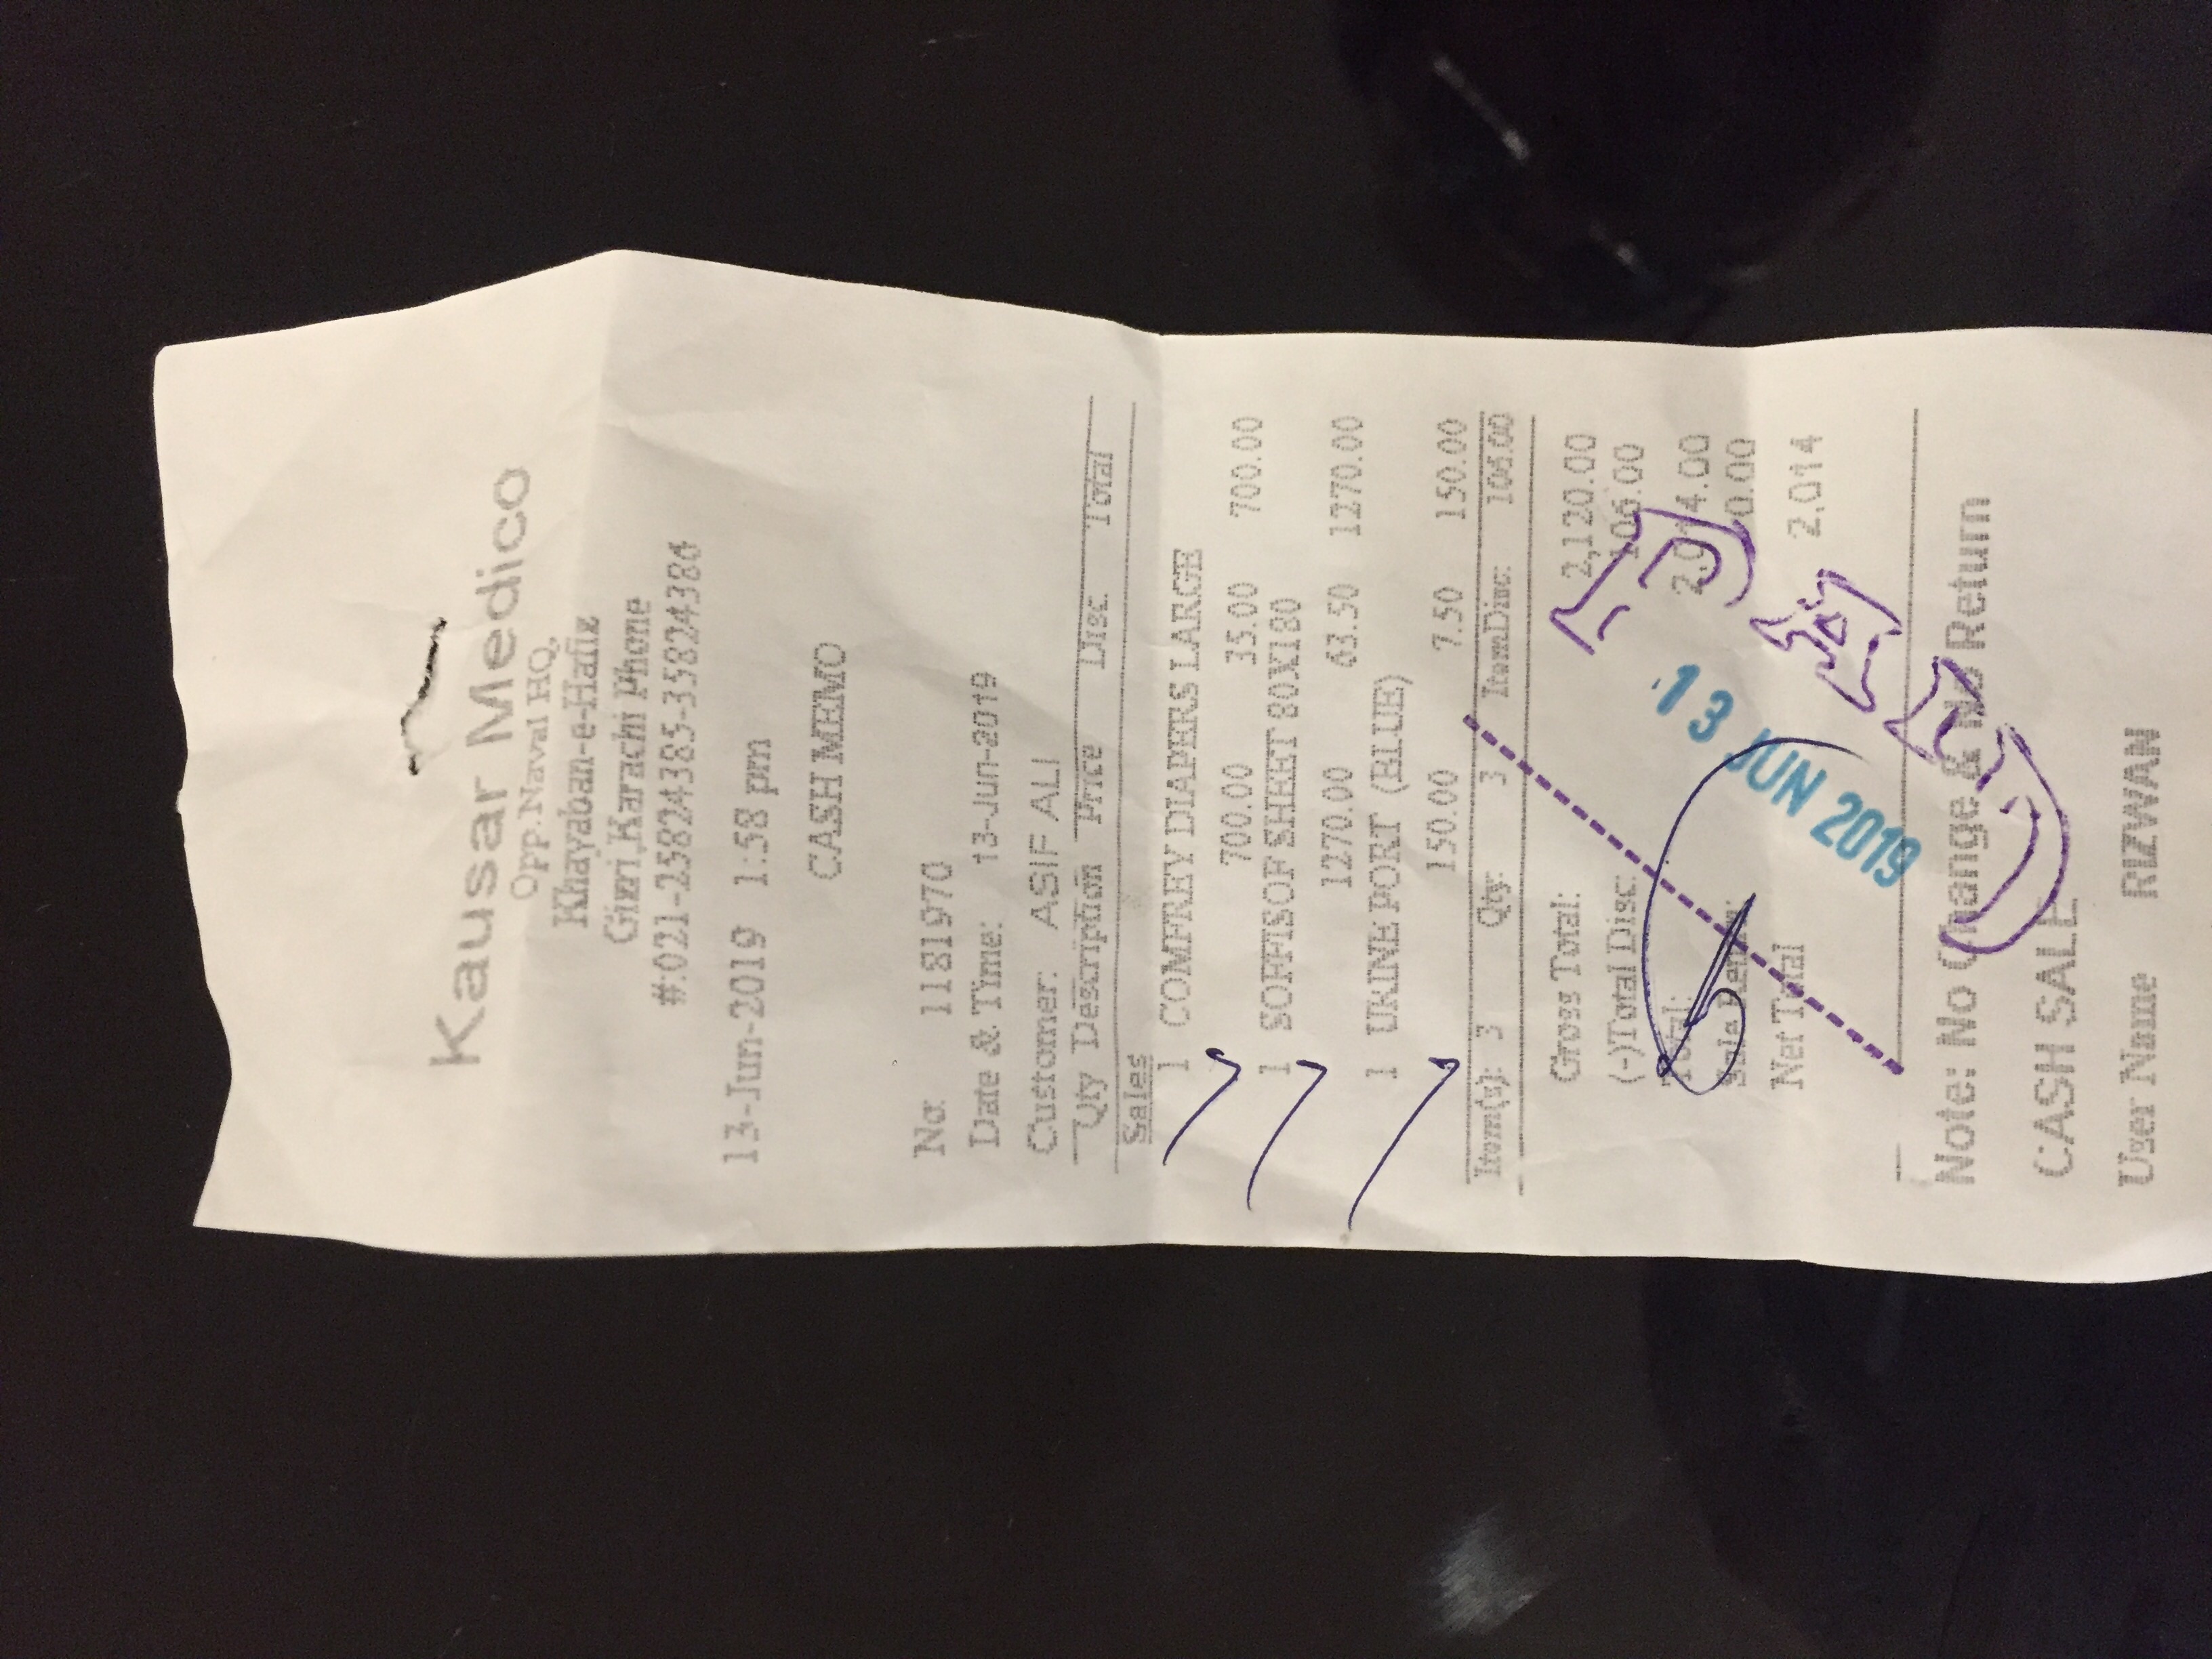 Kausar Medico
Opp.Naval HQ,
Khayaban-e-Hafiz
Gizri,Karachi Phone
#:021-25824385-35824386
13-Jun-2019 1:58 pm
CASH MEMO
No: 1181970
Date & Time: 13-Jun-2019
Customer: ASIF ALI
Qty Description Price Disc. Total
Sales
1 COMFREY DIAPERS LARGE
700.00 35.00 700.00
1 SOFFISOF SHEET 80X180
1270.00 63.50 1270.00
1 URINE PORT (BLUE)
150.00 7.50 150.00
Item(s): 3 Qty: 3 ItemDisc: 106.00
Gross Total: 2,120.00
(-)Total Disc: 106.00
Total: 2,014.00
Sale 0.00
Net Total 2,014
13 JUN 2019
Note: No Change & No Return
CASH SALE
User Name RIZWAN